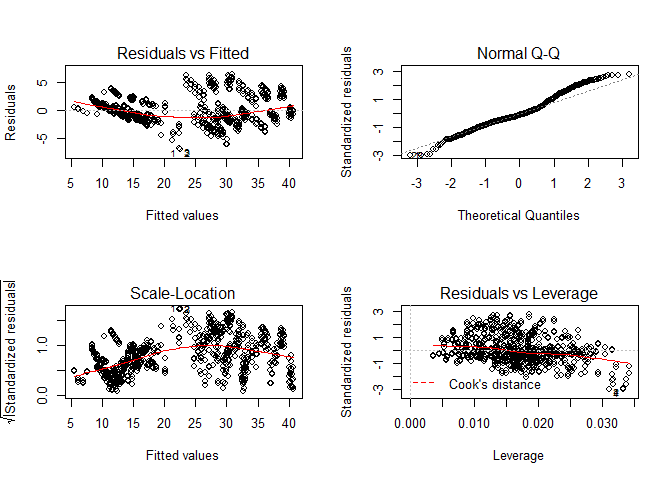 Residuals vs Fitted
Residuals
5
0
-5
1
2
5 10 15 20 25 30 35 40
Fitted values
Normal Q-Q
Standardized residuals
3
1
-1
-3
-3 -2 -1 0 1 2 3
Theoretical Quantiles
Scale-Location
√|Standardized residuals|
1.0
0.0
1
5 10 15 20 25 30 35 40
Fitted values
Residuals vs Leverage
Standardized residuals
3
1
-1
-3
Cook's distance
0.000 0.010 0.020 0.030
Leverage